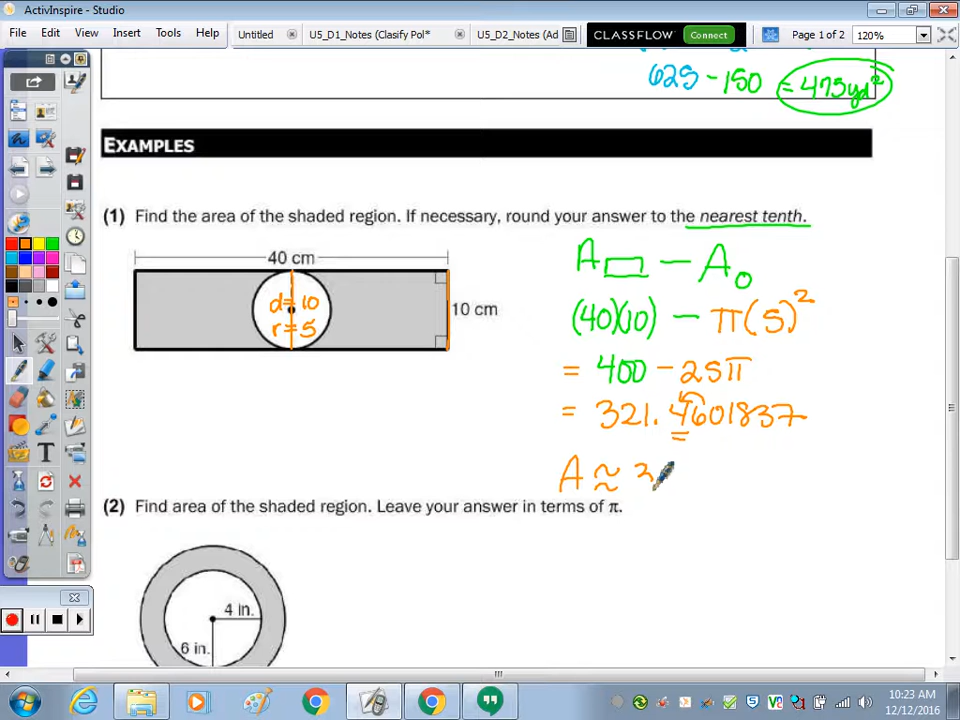 ActivInspire - Studio
File Edit View Insert Tools Help
Untitled
U5_D1_Notes (Clasify Pol*
U5_D2_Notes (Ad
CLASSFLOW Connect
Page 1 of 2
120%
625 - 150 = 475yd²
EXAMPLES
(1) Find the area of the shaded region. If necessary, round your answer to the nearest tenth.
40 cm
d=10
r=5
10 cm
A▭ - A○
(40)(10) - π(5)²
= 400 - 25π
= 321.4601837
A ≈ 3
(2) Find area of the shaded region. Leave your answer in terms of π.
4 in.
6 in.
10:23 AM
12/12/2016